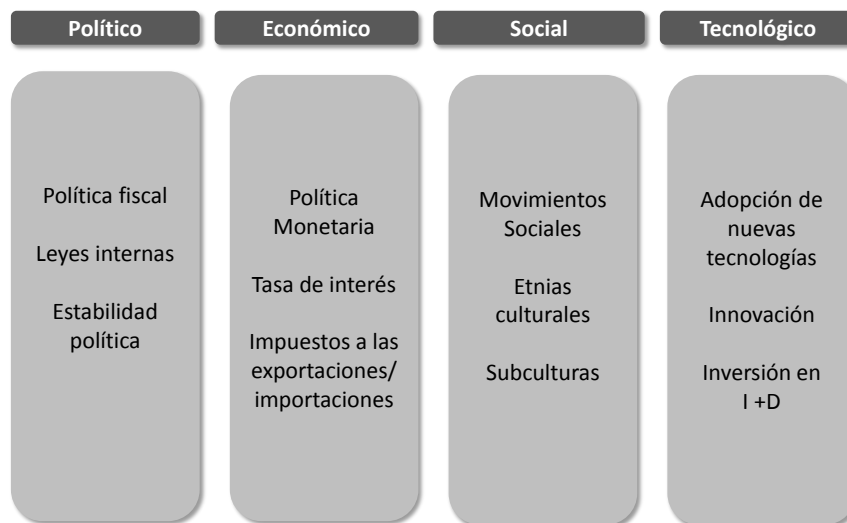 Político
Económico
Social
Tecnológico
Política fiscal
Leyes internas
Estabilidad
política
Política
Monetaria
Tasa de interés
Impuestos a las
exportaciones/
importaciones
Movimientos
Sociales
Etnias
culturales
Subculturas
Adopción de
nuevas
tecnologías
Innovación
Inversión en
I +D